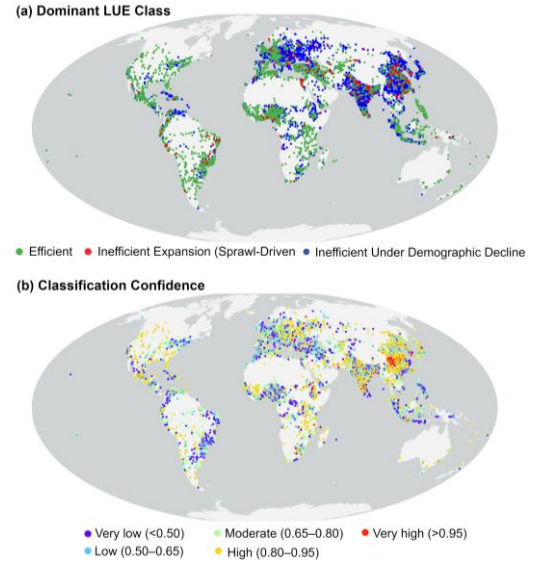 (a) Dominant LUE Class
Efficient Inefficient Expansion (Sprawl-Driven Inefficient Under Demographic Decline
(b) Classification Confidence
Very low (<0.50) Moderate (0.65–0.80) Very high (>0.95)
Low (0.50–0.65) High (0.80–0.95)